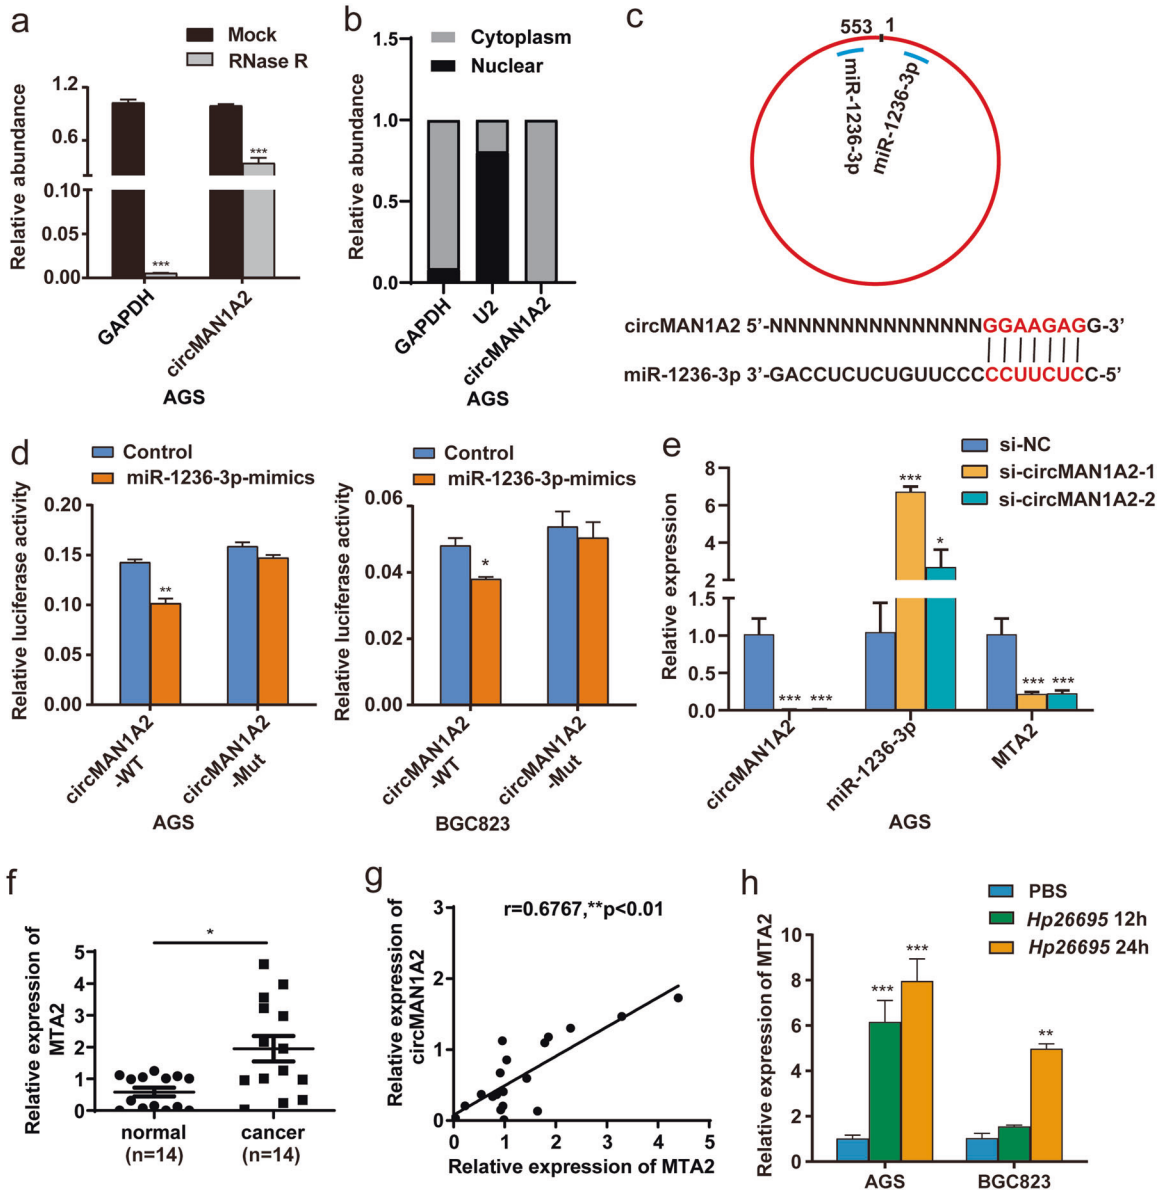 a
Mock
RNase R
Relative abundance
1.2
0.6
0.10
0.05
0.00
***
***
GAPDH
circMAN1A2
AGS
b
Cytoplasm
Nuclear
Relative abundance
1.5
1.0
0.5
0.0
GAPDH
U2
circMAN1A2
AGS
c
553
1
miR-1236-3p
miR-1236-3p
circMAN1A2 5’-NNNNNNNNNNNNNNNNGGAAGAGG-3’
miR-1236-3p 3’-GACCUCUCUGUUCCCCCUUCUCC-5’
d
Control
miR-1236-3p-mimics
Relative luciferase activity
0.20
0.15
0.10
0.05
0.00
**
circMAN1A2
-WT
circMAN1A2
-Mut
AGS
Control
miR-1236-3p-mimics
Relative luciferase activity
0.06
0.04
0.02
0.00
*
circMAN1A2
-WT
circMAN1A2
-Mut
BGC823
e
si-NC
si-circMAN1A2-1
si-circMAN1A2-2
Relative expression
8
6
4
2
1.5
1.0
0.5
0.0
*** ***
***
*
*** ***
circMAN1A2
miR-1236-3p
MTA2
AGS
f
Relative expression of
MTA2
5
4
3
2
1
0
*
normal
(n=14)
cancer
(n=14)
g
r=0.6767,**p<0.01
Relative expression of
circMAN1A2
3
2
1
0
0 1 2 3 4 5
Relative expression of MTA2
h
PBS
Hp26695 12h
Hp26695 24h
Relative expression of MTA2
10
8
6
4
2
0
***
***
**
AGS
BGC823